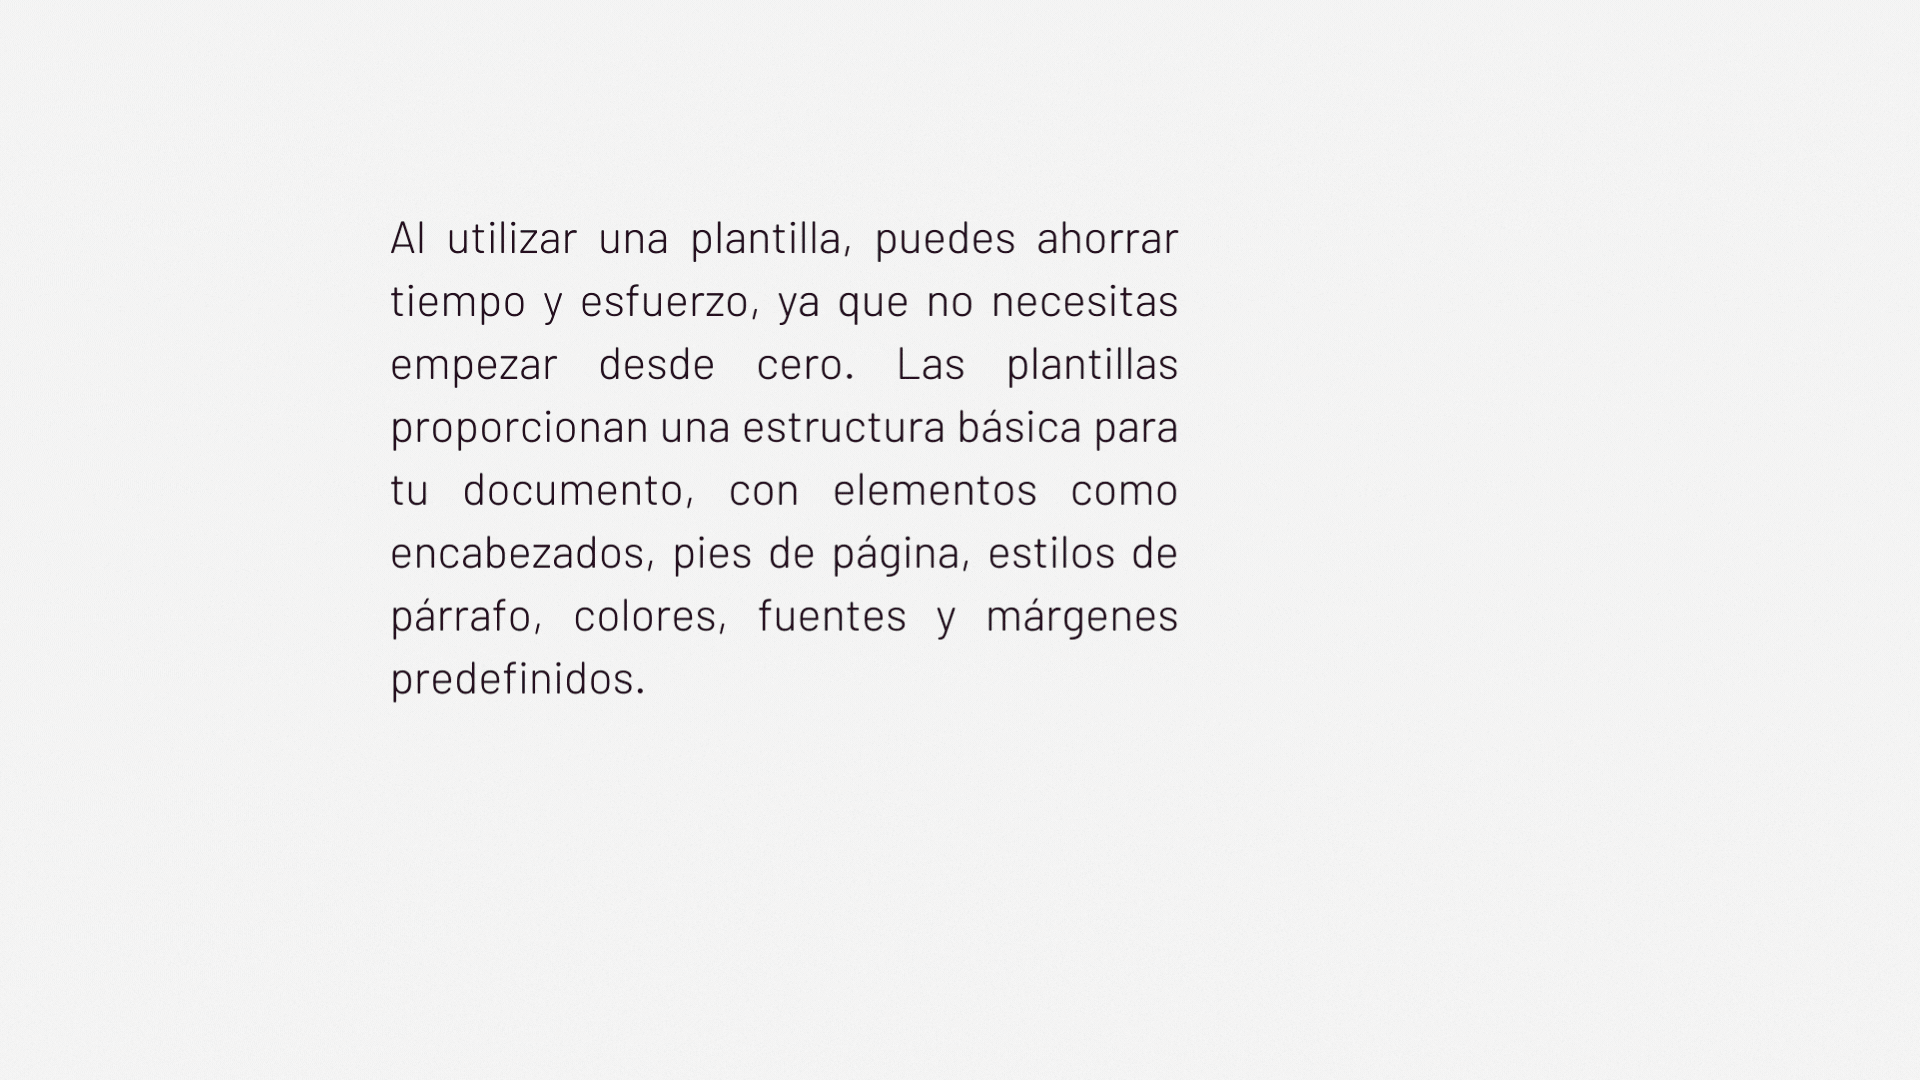 Al utilizar una plantilla, puedes ahorrar
tiempo y esfuerzo, ya que no necesitas
empezar desde cero. Las plantillas
proporcionan una estructura básica para
tu documento, con elementos como
encabezados, pies de página, estilos de
párrafo, colores, fuentes y márgenes
predefinidos.